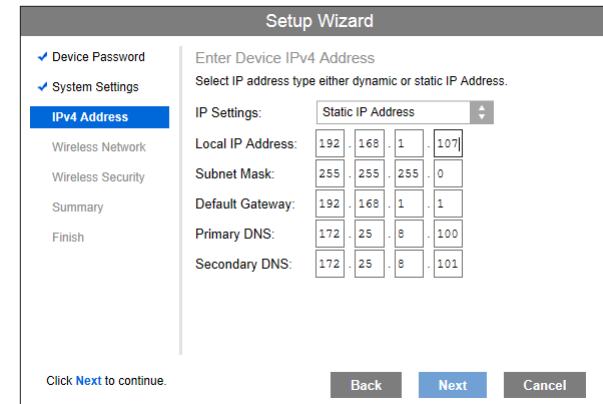 Setup Wizard
Device Password
System Settings
IPv4 Address
Wireless Network
Wireless Security
Summary
Finish
Enter Device IPv4 Address
Select IP address type either dynamic or static IP Address.
IP Settings: Static IP Address
Local IP Address: 192 . 168 . 1 . 107
Subnet Mask: 255 . 255 . 255 . 0
Default Gateway: 192 . 168 . 1 . 1
Primary DNS: 172 . 25 . 8 . 100
Secondary DNS: 172 . 25 . 8 . 101
Click Next to continue.
Back Next Cancel